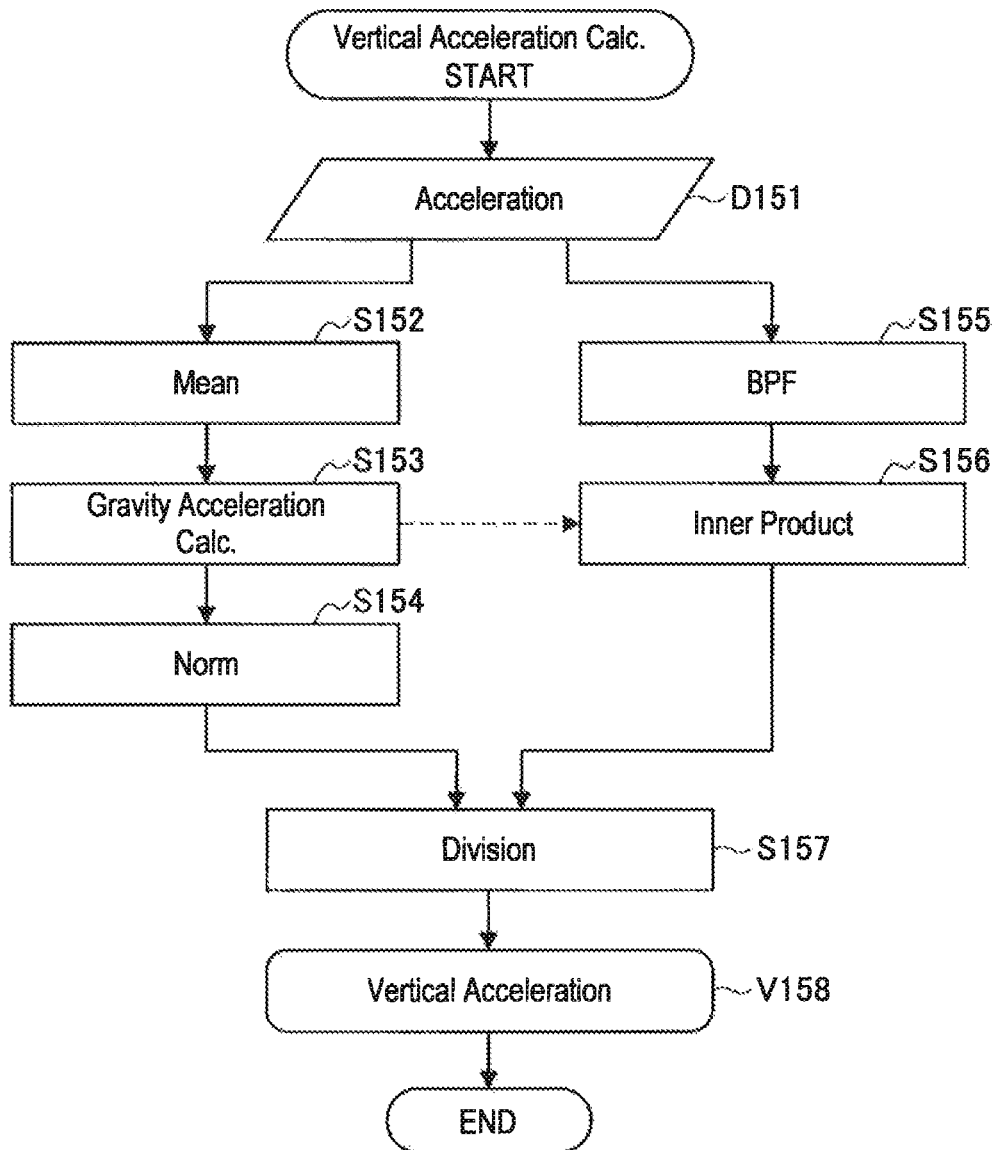 Vertical Acceleration Calc.
START
Acceleration
D151
S152
Mean
S155
BPF
S153
Gravity Acceleration
Calc.
S156
Inner Product
S154
Norm
Division
S157
Vertical Acceleration
V158
END